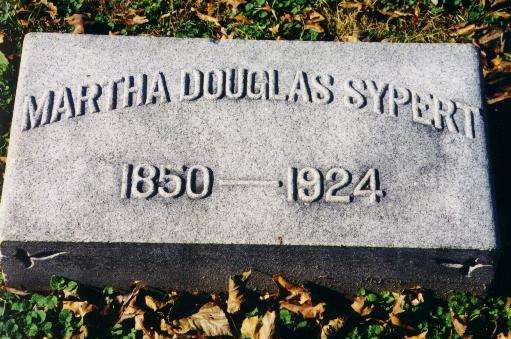 MARTHA DOUGLAS SYPERT
1850 — 1924